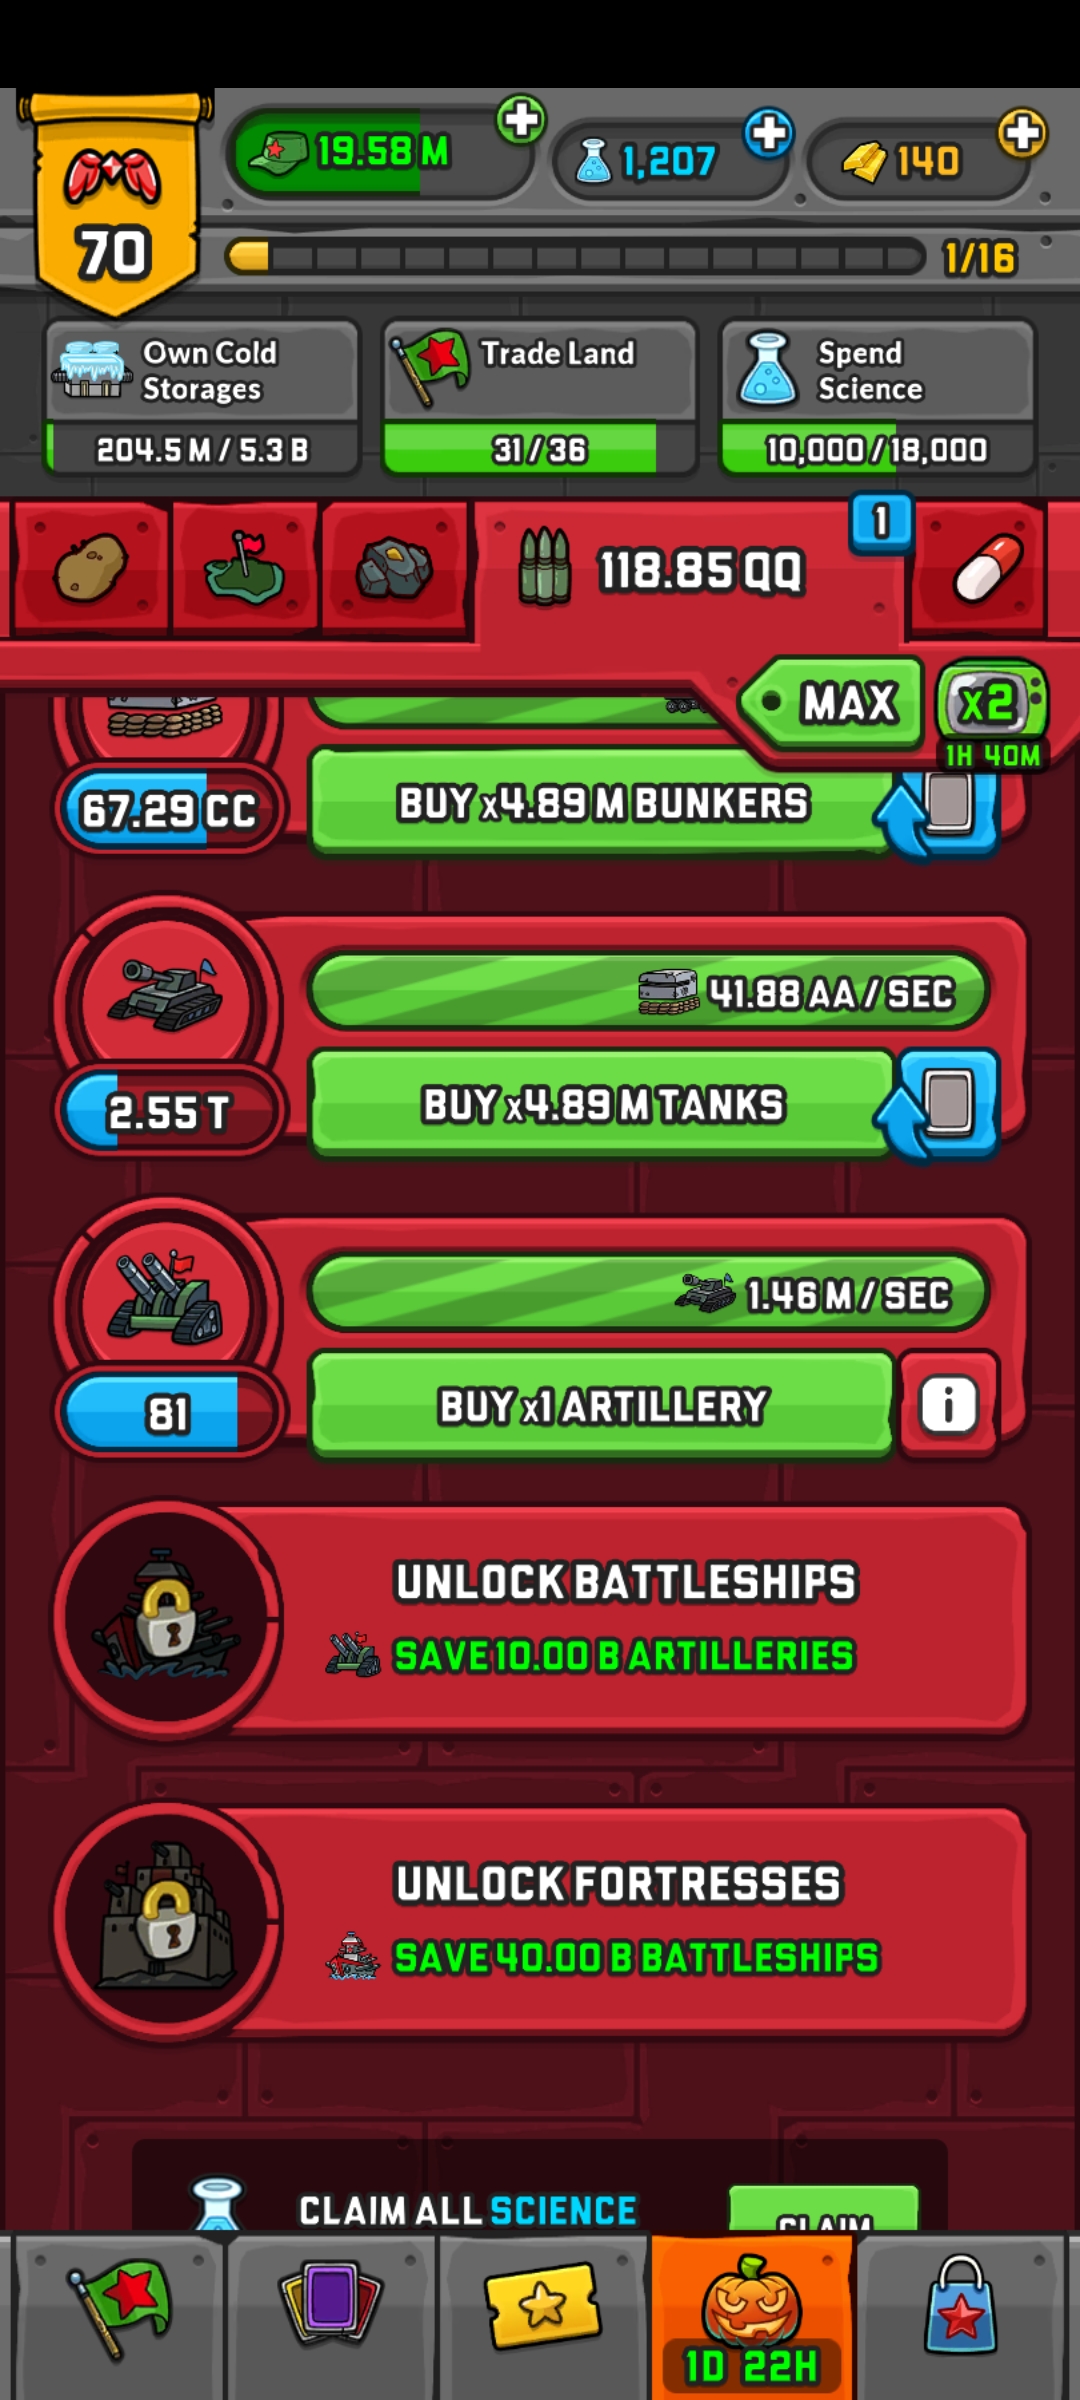 19.58 M
1,207
140
70
1/16
Own Cold
Storages
204.5 M / 5.3 B
Trade Land
31 / 36
Spend
Science
10,000 / 18,000
118.85 QQ
1
MAX
x2
1H 40M
67.29 CC
BUY x4.89 M BUNKERS
41.88 AA / SEC
2.55 T
BUY x4.89 M TANKS
1.46 M / SEC
81
BUY x1 ARTILLERY
i
UNLOCK BATTLESHIPS
SAVE 10.00 B ARTILLERIES
UNLOCK FORTRESSES
SAVE 40.00 B BATTLESHIPS
CLAIM ALL SCIENCE
CLAIM
1D 22H